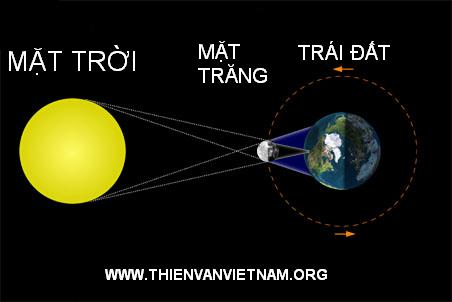 MẶT TRỜI
MẶT
TRĂNG
TRÁI ĐẤT
WWW.THIENVANVIETNAM.ORG